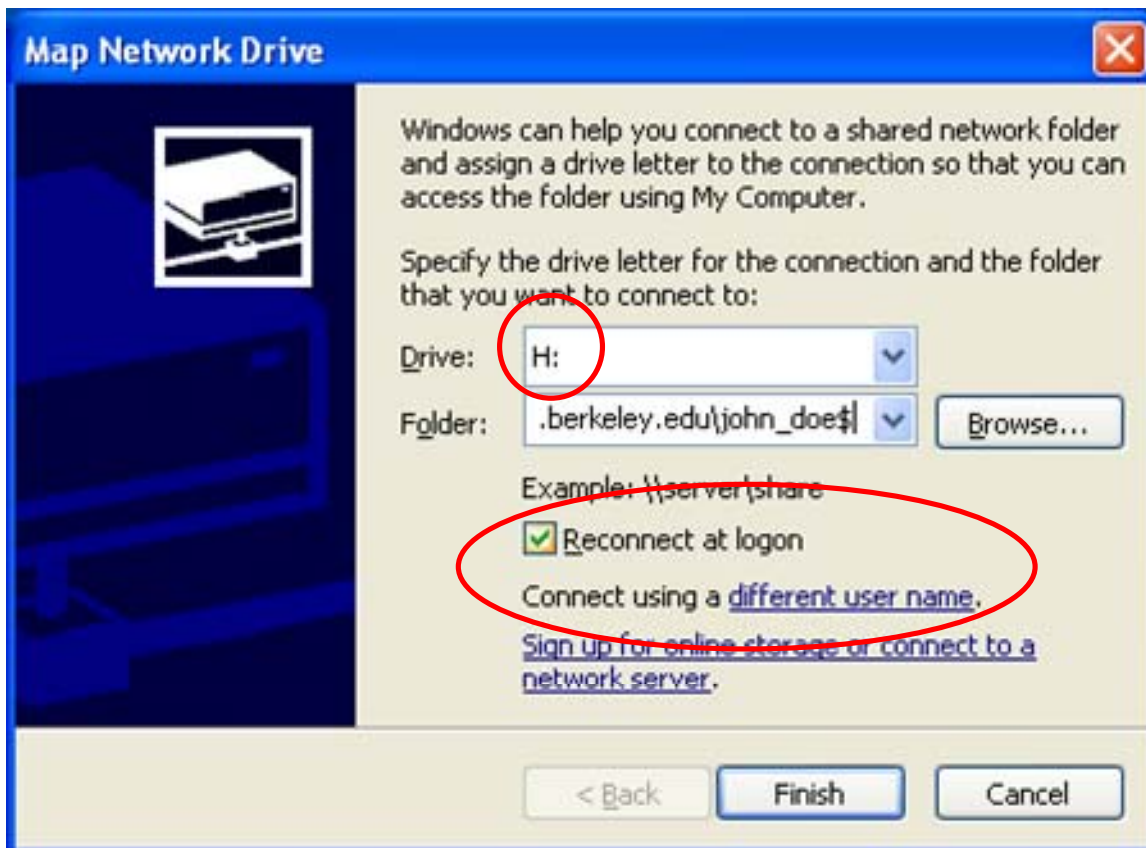 Map Network Drive
Windows can help you connect to a shared network folder
and assign a drive letter to the connection so that you can
access the folder using My Computer.
Specify the drive letter for the connection and the folder
that you want to connect to:
Drive: H:
Folder: .berkeley.edu\john_doe$ Browse...
Example: \\server\share
Reconnect at logon
Connect using a different user name.
Sign up for online storage or connect to a
network server.
< Back Finish Cancel